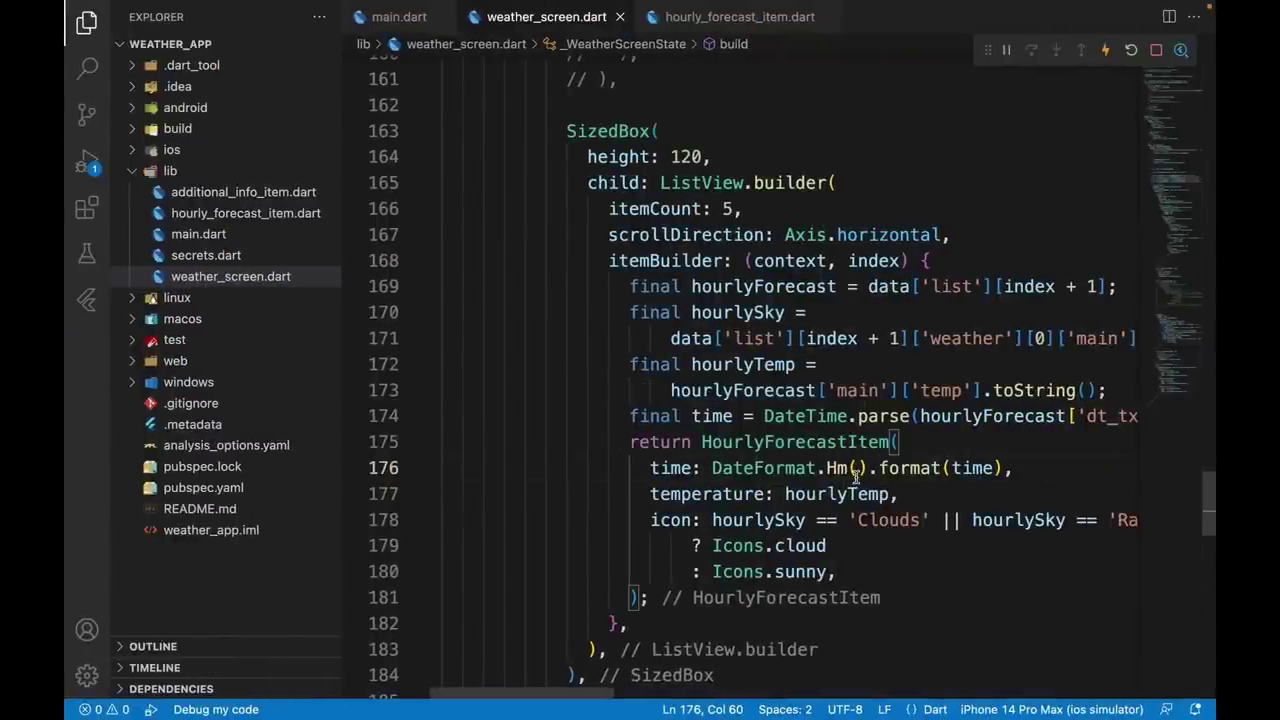 EXPLORER
main.dart
weather_screen.dart
hourly_forecast_item.dart
WEATHER_APP
lib > weather_screen.dart > _WeatherScreenState > build
.dart_tool
.idea
android
build
ios
lib
additional_info_item.dart
hourly_forecast_item.dart
main.dart
secrets.dart
weather_screen.dart
linux
macos
test
web
windows
.gitignore
.metadata
analysis_options.yaml
pubspec.lock
pubspec.yaml
README.md
weather_app.iml
OUTLINE
TIMELINE
DEPENDENCIES
1
161 // ),
162
163 SizedBox(
164 height: 120,
165 child: ListView.builder(
166 itemCount: 5,
167 scrollDirection: Axis.horizontal,
168 itemBuilder: (context, index) {
169 final hourlyForecast = data['list'][index + 1];
170 final hourlySky =
171 data['list'][index + 1]['weather'][0]['main']
172 final hourlyTemp =
173 hourlyForecast['main']['temp'].toString();
174 final time = DateTime.parse(hourlyForecast['dt_tx
175 return HourlyForecastItem(
176 time: DateFormat.Hm().format(time),
177 temperature: hourlyTemp,
178 icon: hourlySky == 'Clouds' || hourlySky == 'Ra
179 ? Icons.cloud
180 : Icons.sunny,
181 ); // HourlyForecastItem
182 },
183 ), // ListView.builder
184 ), // SizedBox
0 0 Debug my code Ln 176, Col 60 Spaces: 2 UTF-8 LF {} Dart iPhone 14 Pro Max (ios simulator)